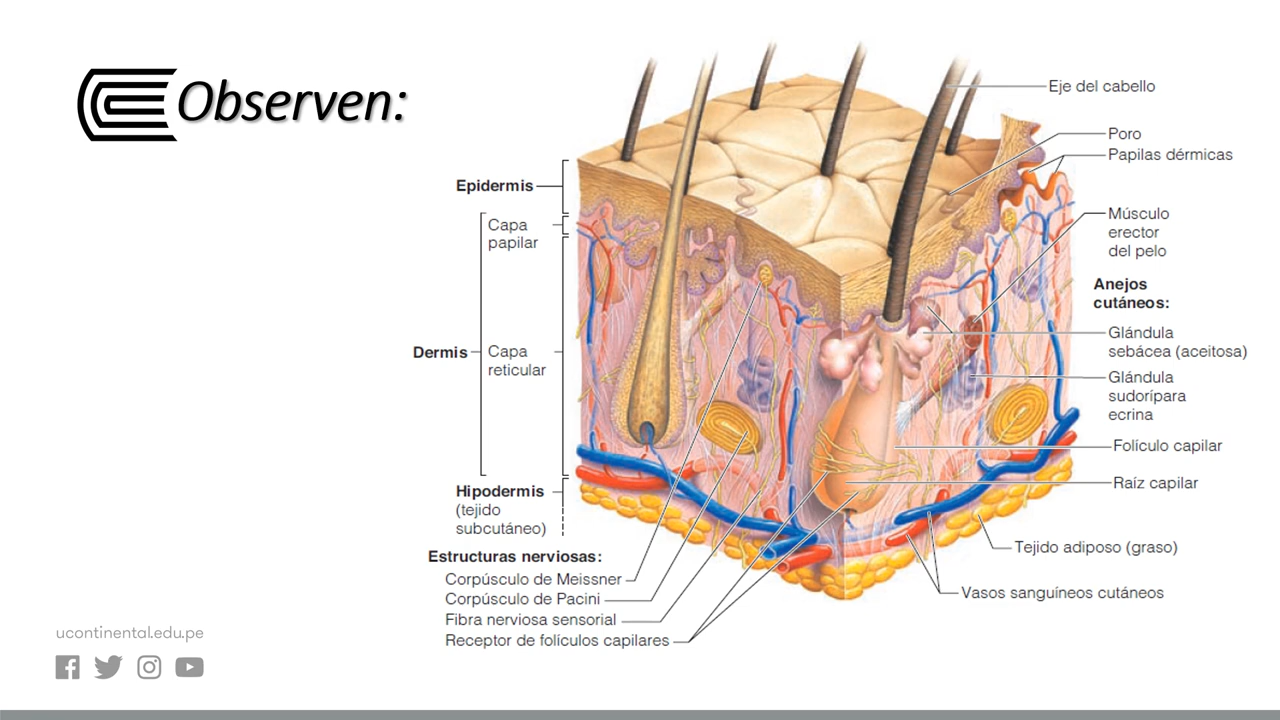 Observen:
Epidermis
Capa
papilar
Dermis
Capa
reticular
Hipodermis
(tejido
subcutáneo)
Estructuras nerviosas:
Corpúsculo de Meissner
Corpúsculo de Pacini
Fibra nerviosa sensorial
Receptor de foliculos capilares
Eje del cabello
Poro
Papilas dérmicas
Músculo
erector
del pelo
Anejos
cutáneos:
Glándula
sebácea (aceitosa)
Glándula
sudorípara
ecrina
Folículo capilar
Raíz capilar
Tejido adiposo (graso)
Vasos sanguíneos cutáneos
ucontinental.edu.pe